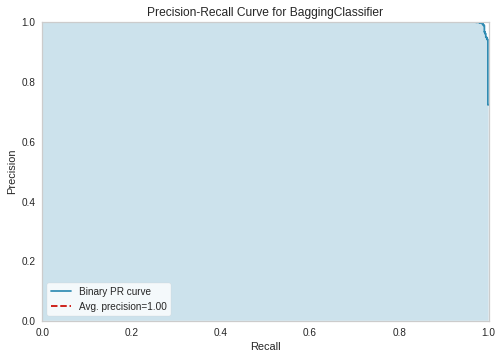 Precision-Recall Curve for BaggingClassifier
1.0
0.8
0.6
0.4
0.2
0.0
Precision
Binary PR curve
Avg. precision=1.00
0.0 0.2 0.4 0.6 0.8 1.0
Recall